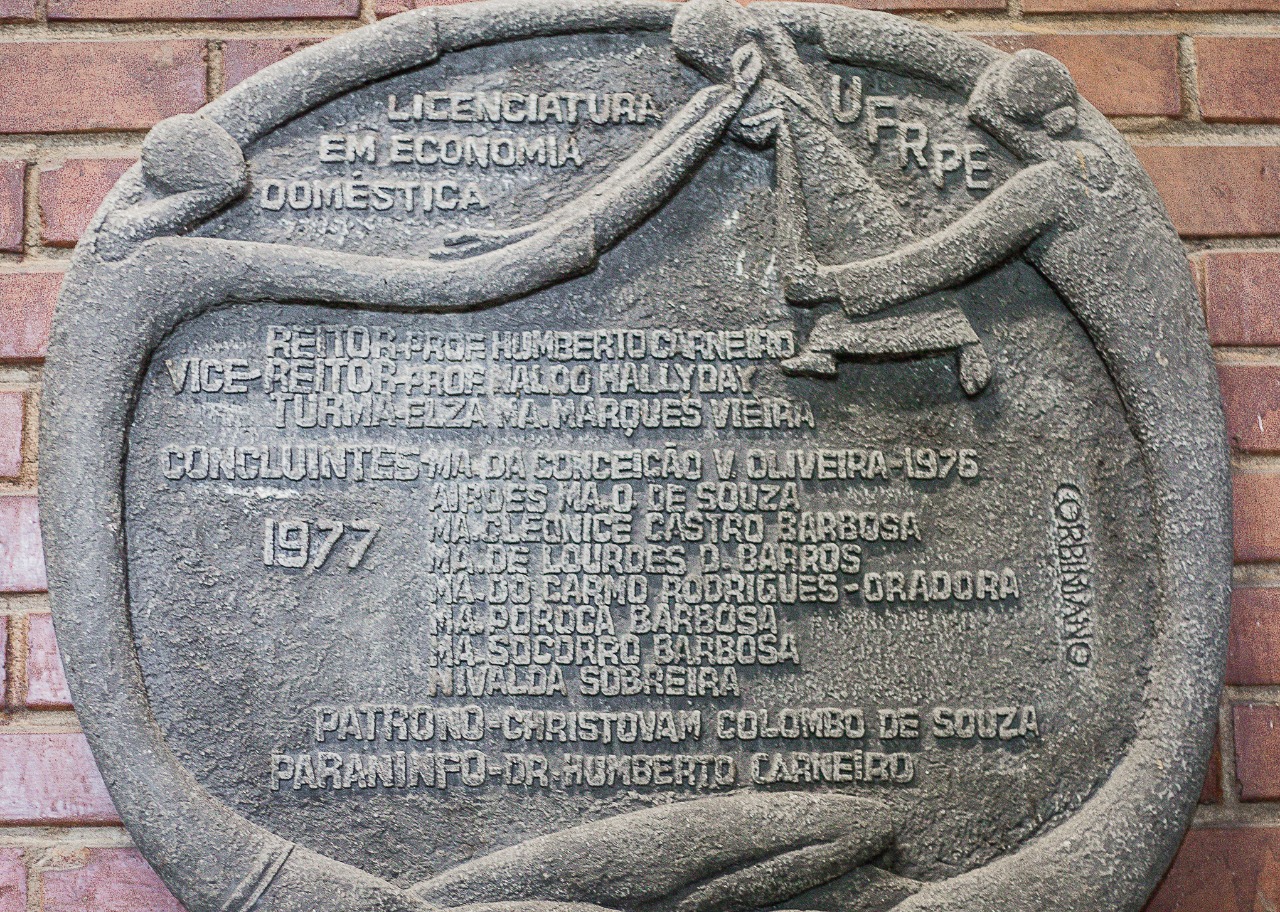 LICENCIATURA
EM ECONOMIA
DOMÉSTICA
UFRPE
REITOR-PROF HUMBERTO CARNEIRO
VICE-REITOR-PROF WALDO WALLYDAY
TURMA-ELZA MA. MARQUES VIEIRA
CONCLUINTES-MA. DA CONCEIÇÃO V. OLIVEIRA-1976
AIRDES MA. O. DE SOUZA
1977
MA. CLEONICE CASTRO BARBOSA
MA. DE LOURDES D. BARROS
MA. DO CARMO RODRIGUES-ORADORA
MA. POROCA BARBOSA
MA. SOCORRO BARBOSA
NIVALDA SOBREIRA
PATRONO-CHRISTOVAM COLOMBO DE SOUZA
PARANINFO-DR. HUMBERTO CARNEIRO
CORBINIANO